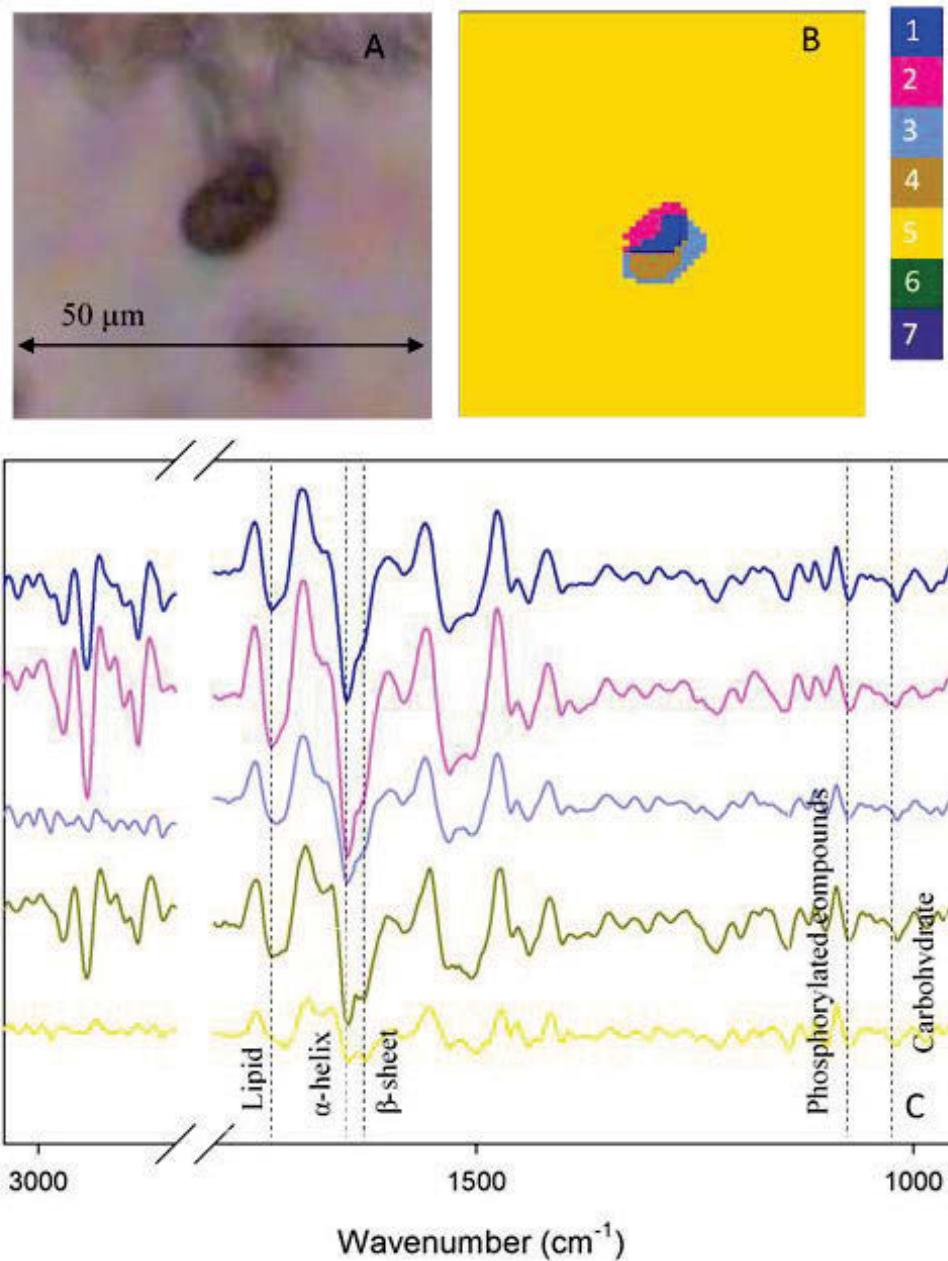 A
50 µm
B
1
2
3
4
5
6
7
Lipid
α-helix
β-sheet
Phosphorylated compounds
Carbohydrate
C
3000
1500
1000
Wavenumber (cm⁻¹)